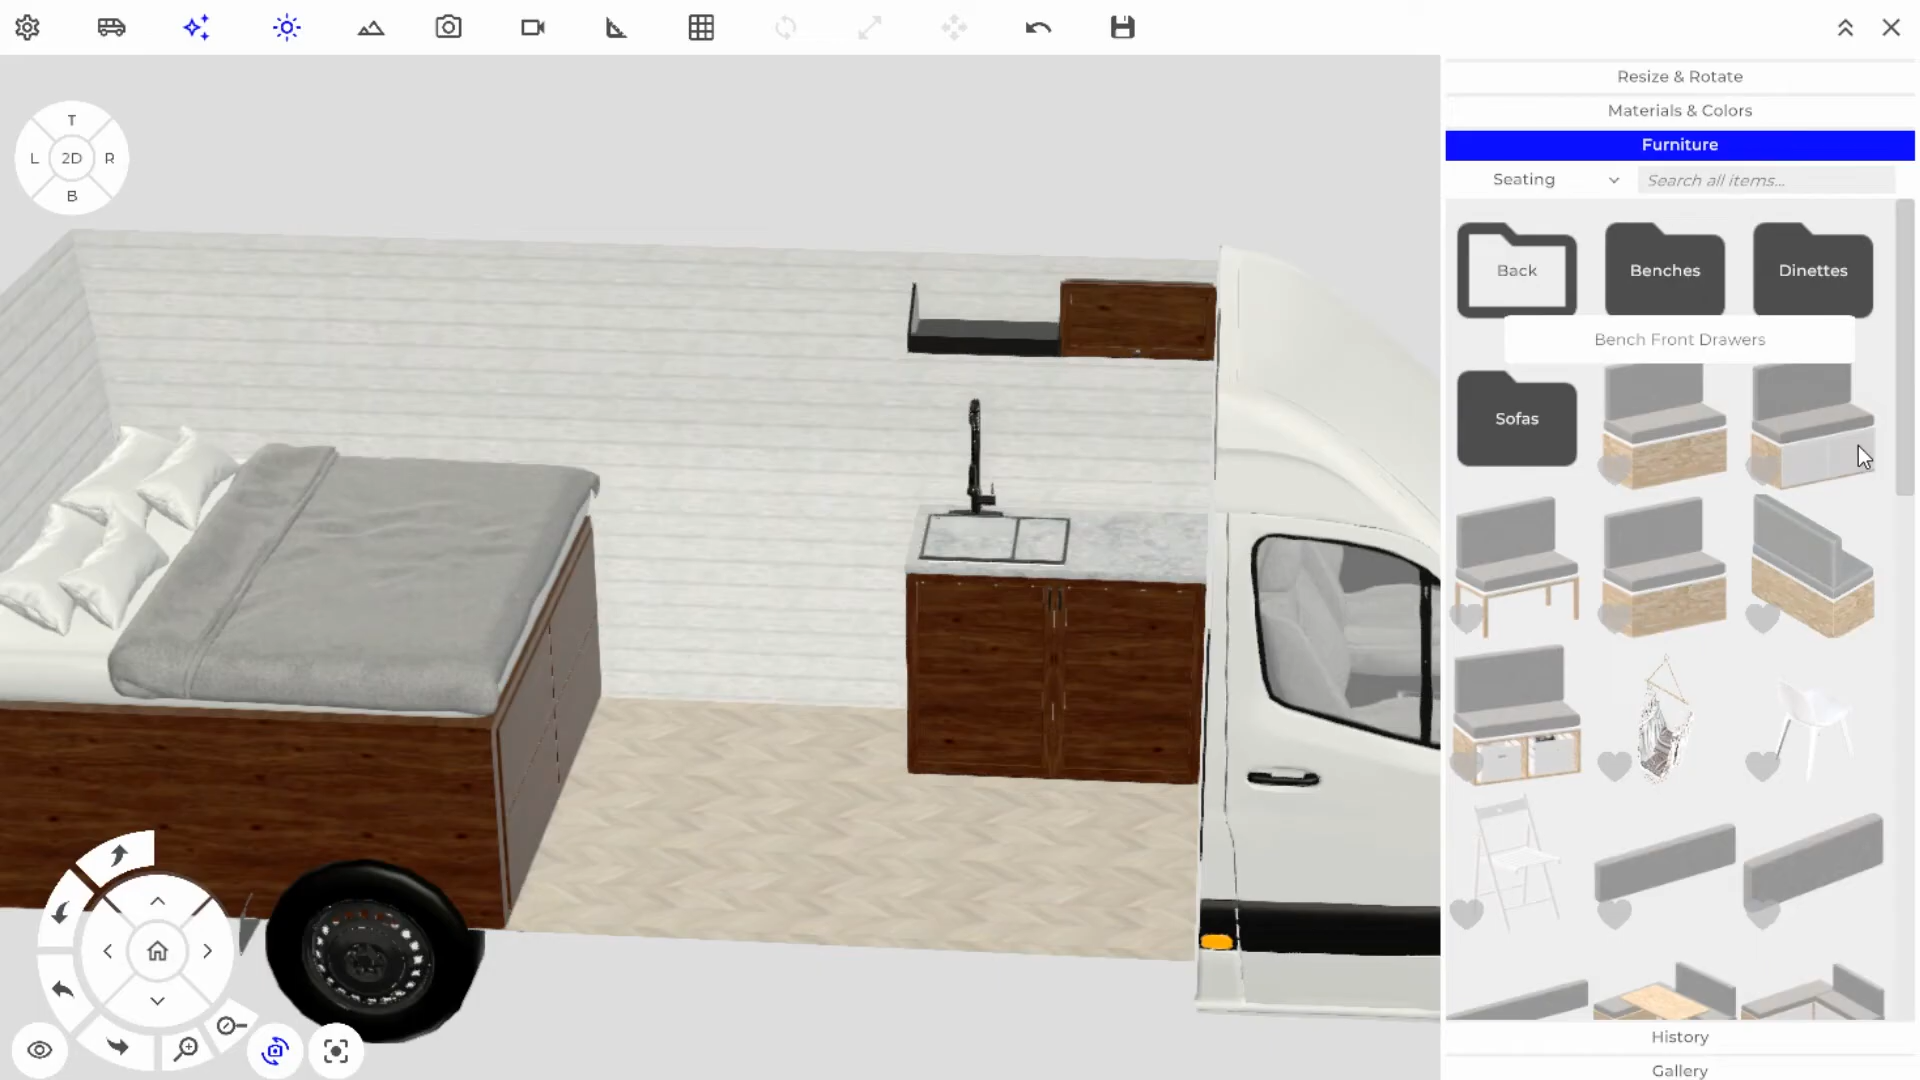 T
L 2D R
B
Resize & Rotate
Materials & Colors
Furniture
Seating Search all items...
Back Benches Dinettes
Bench Front Drawers
Sofas
History
Gallery